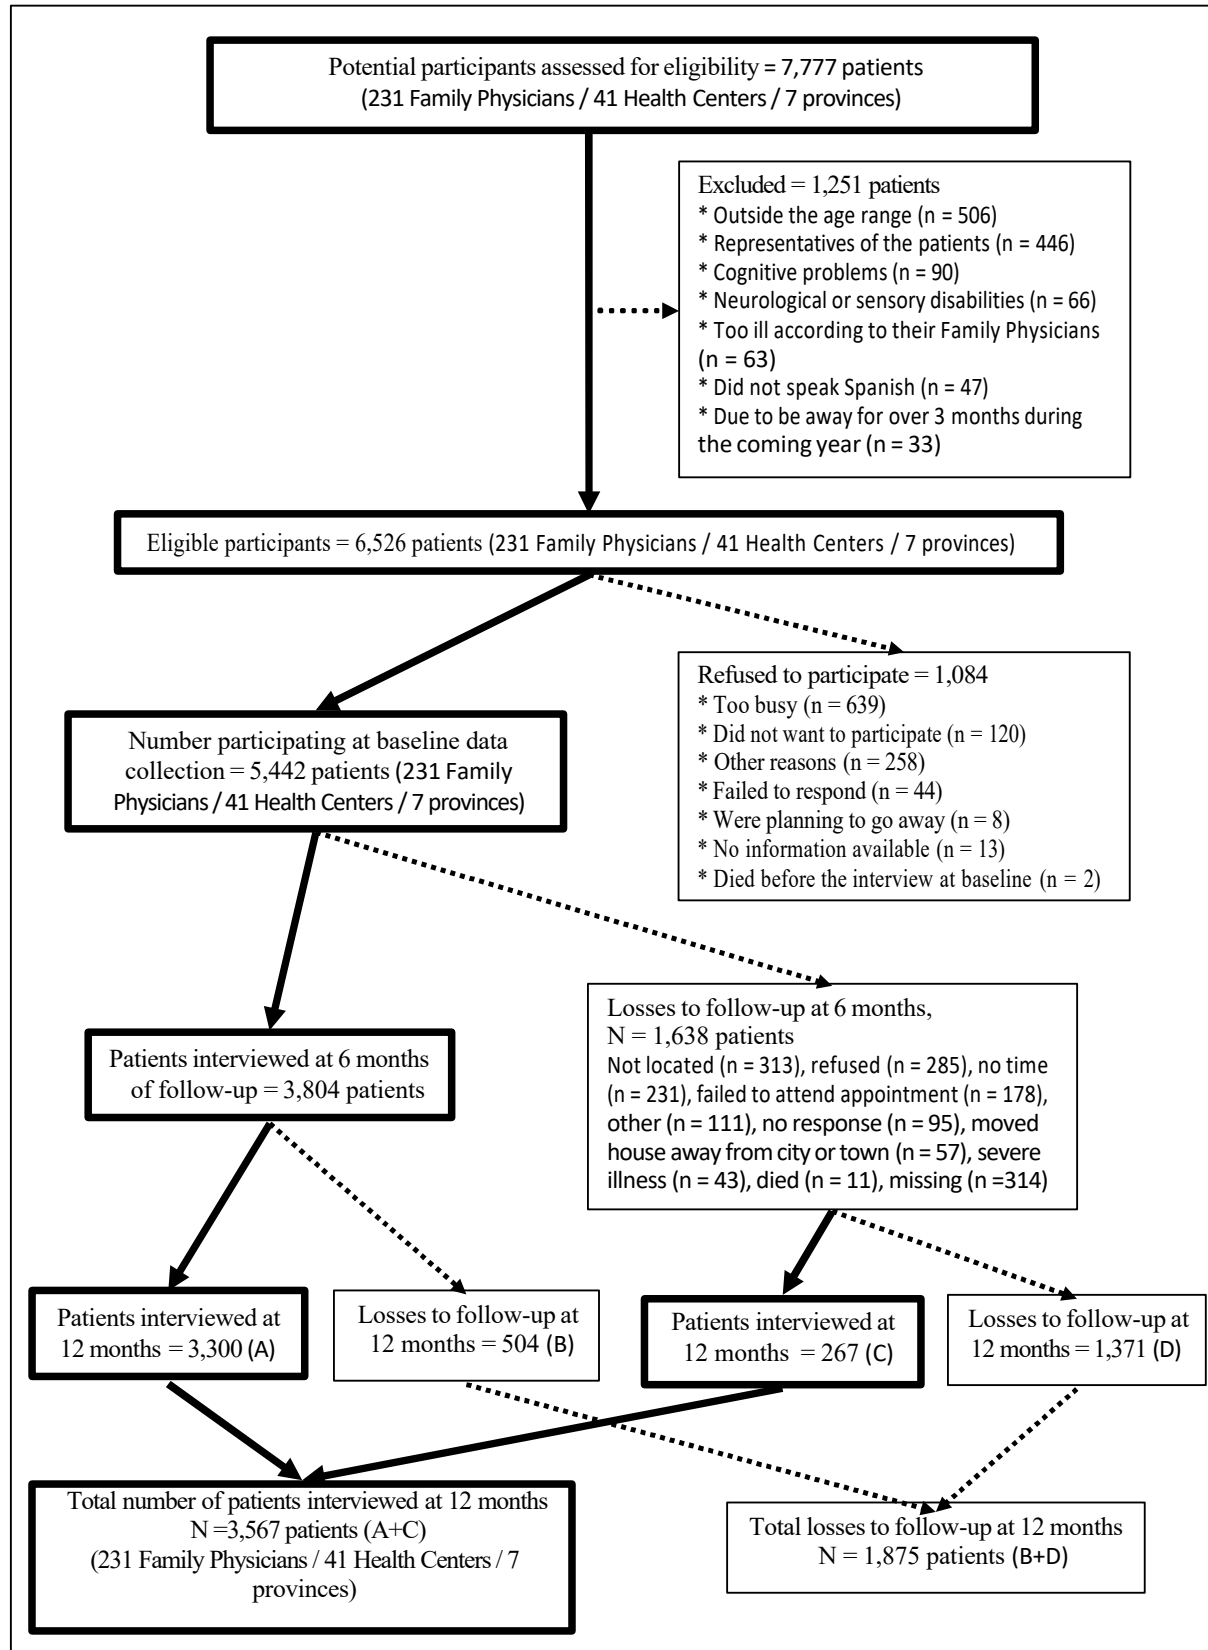 Potential participants assessed for eligibility = 7,777 patients
(231 Family Physicians / 41 Health Centers / 7 provinces)
Excluded = 1,251 patients
* Outside the age range (n = 506)
* Representatives of the patients (n = 446)
* Cognitive problems (n = 90)
* Neurological or sensory disabilities (n = 66)
* Too ill according to their Family Physicians
(n = 63)
* Did not speak Spanish (n = 47)
* Due to be away for over 3 months during
the coming year (n = 33)
Eligible participants = 6,526 patients (231 Family Physicians / 41 Health Centers / 7 provinces)
Refused to participate = 1,084
* Too busy (n = 639)
* Did not want to participate (n = 120)
* Other reasons (n = 258)
* Failed to respond (n = 44)
* Were planning to go away (n = 8)
* No information available (n = 13)
* Died before the interview at baseline (n = 2)
Number participating at baseline data
collection = 5,442 patients (231 Family
Physicians / 41 Health Centers / 7 provinces)
Losses to follow-up at 6 months,
N = 1,638 patients
Not located (n = 313), refused (n = 285), no time
(n = 231), failed to attend appointment (n = 178),
other (n = 111), no response (n = 95), moved
house away from city or town (n = 57), severe
illness (n = 43), died (n = 11), missing (n =314)
Patients interviewed at 6 months
of follow-up = 3,804 patients
Patients interviewed at
12 months = 3,300 (A)
Losses to follow-up at
12 months = 504 (B)
Patients interviewed at
12 months = 267 (C)
Losses to follow-up at
12 months = 1,371 (D)
Total number of patients interviewed at 12 months
N =3,567 patients (A+C)
(231 Family Physicians / 41 Health Centers / 7
provinces)
Total losses to follow-up at 12 months
N = 1,875 patients (B+D)